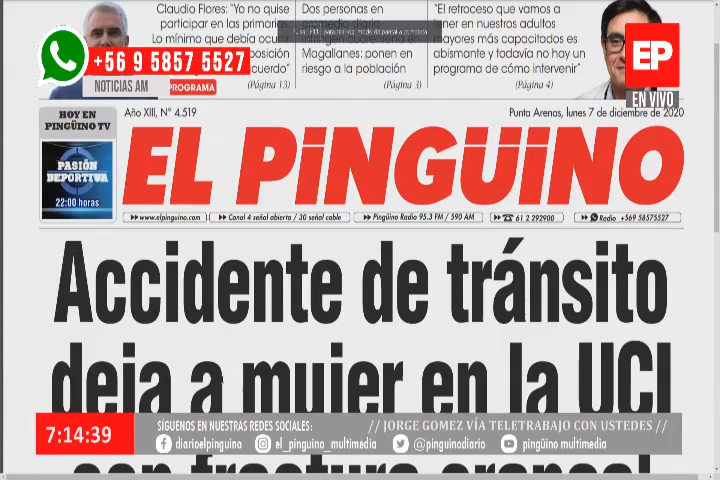 Claudio Flores: "Yo no quise
participar en las primarias
Lo mínimo que debía ocurr
posición
cuerdo"
(Página 13)
PROGRAMA
Dos personas en
promedio diario
Magallanes: ponen en
riesgo a la población
(Página 3)
"El retroceso que vamos a
tener en nuestros adultos
mayores más capacitados es
abismante y todavía no hay un
programa de cómo intervenir"
(Página 4)
+56 9 5857 5527
NOTICIAS AM
EP
EN VIVO
HOY EN
PINGÜINO TV
PASIÓN
DEPORTIVA
22:00 horas
Año XIII, N° 4.519
Punta Arenas, lunes 7 de diciembre de 2020
EL PINGÜINO
www.elpinguino.com
Canal 4 señal abierta / 30 señal cable
Pingüino Radio 95.3 FM / 590 AM
61 2 292900
Radio +569 58575527
Accidente de tránsito
deja a mujer en la UCI
7:14:39
SÍGUENOS EN NUESTRAS REDES SOCIALES:
// JORGE GOMEZ VÍA TELETRABAJO CON USTEDES //
diarioelpinguino
el_pinguino_multimedia
@pinguinodiario
pingüino multimedia